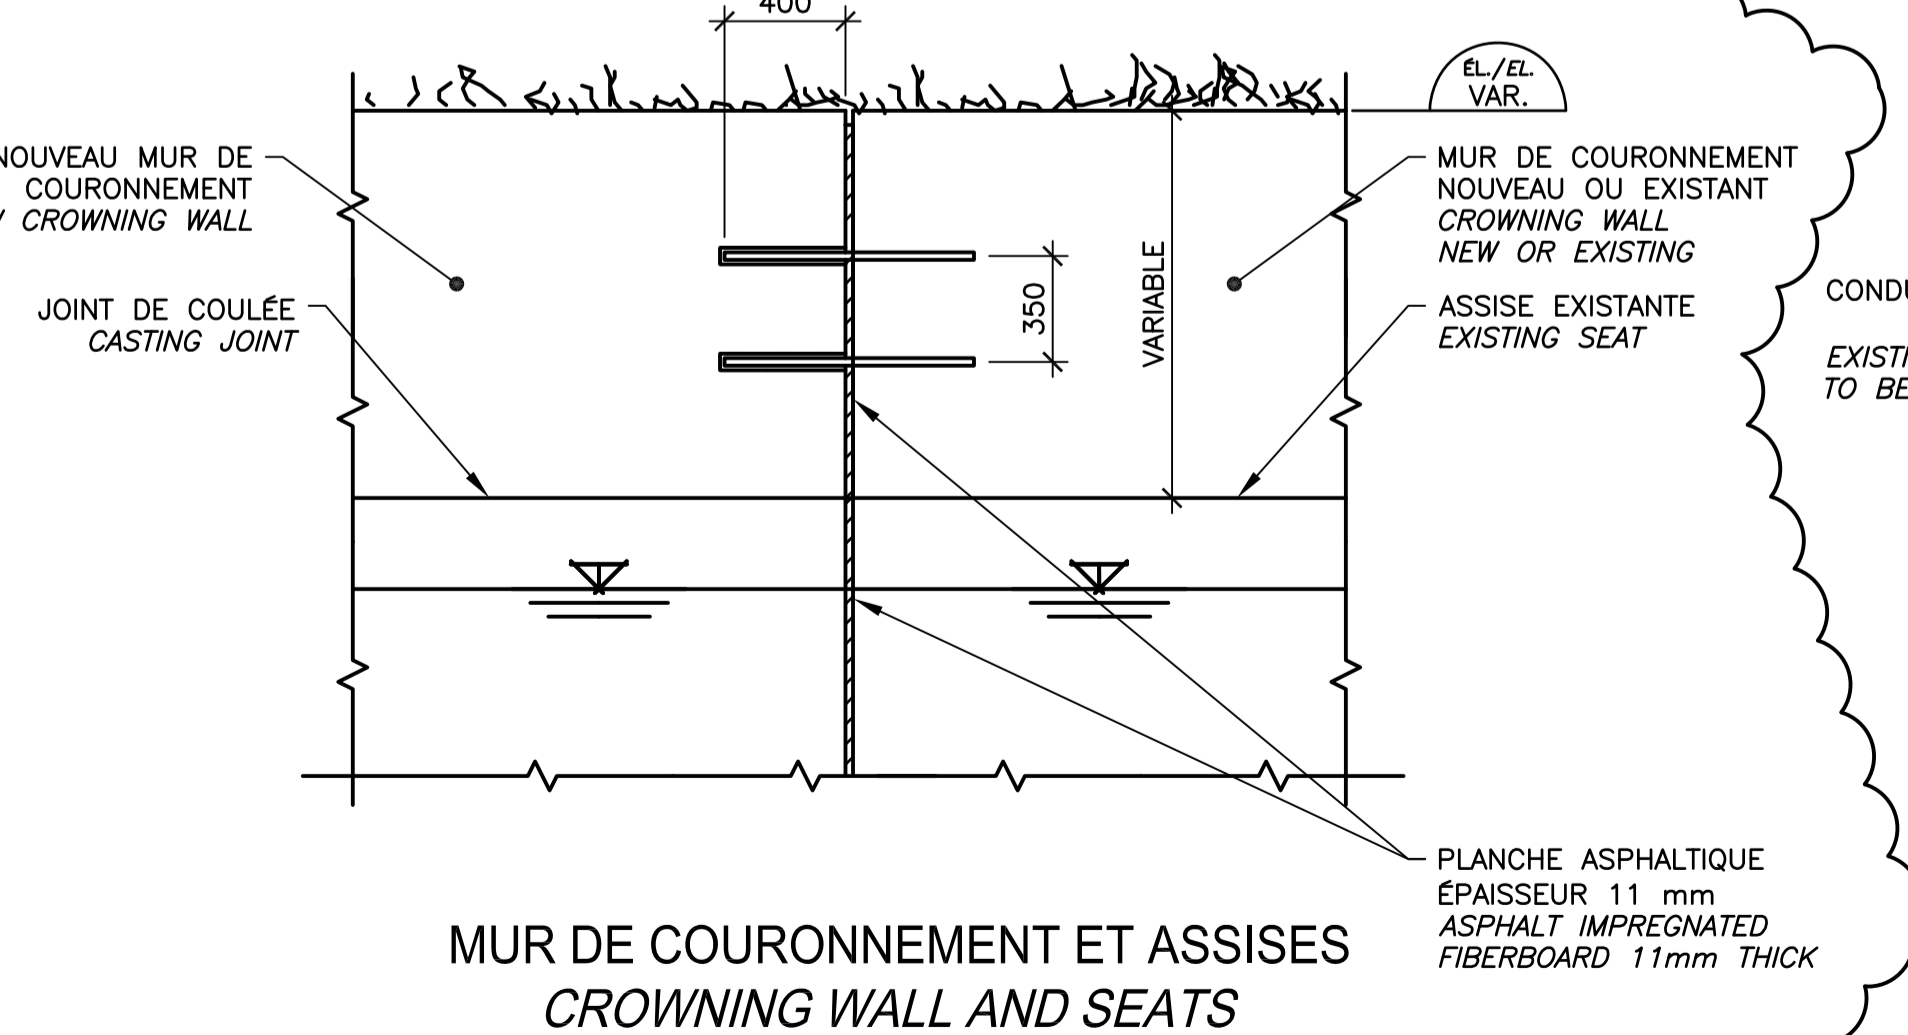 400
ÉL./EL.
VAR.
NOUVEAU MUR DE
COURONNEMENT
CROWNING WALL
JOINT DE COULÉE
CASTING JOINT
350
VARIABLE
MUR DE COURONNEMENT
NOUVEAU OU EXISTANT
CROWNING WALL
NEW OR EXISTING
ASSISE EXISTANTE
EXISTING SEAT
TO BE
PLANCHE ASPHALTIQUE
ÉPAISSEUR 11 mm
ASPHALT IMPREGNATED
FIBERBOARD 11mm THICK
MUR DE COURONNEMENT ET ASSISES
CROWNING WALL AND SEATS